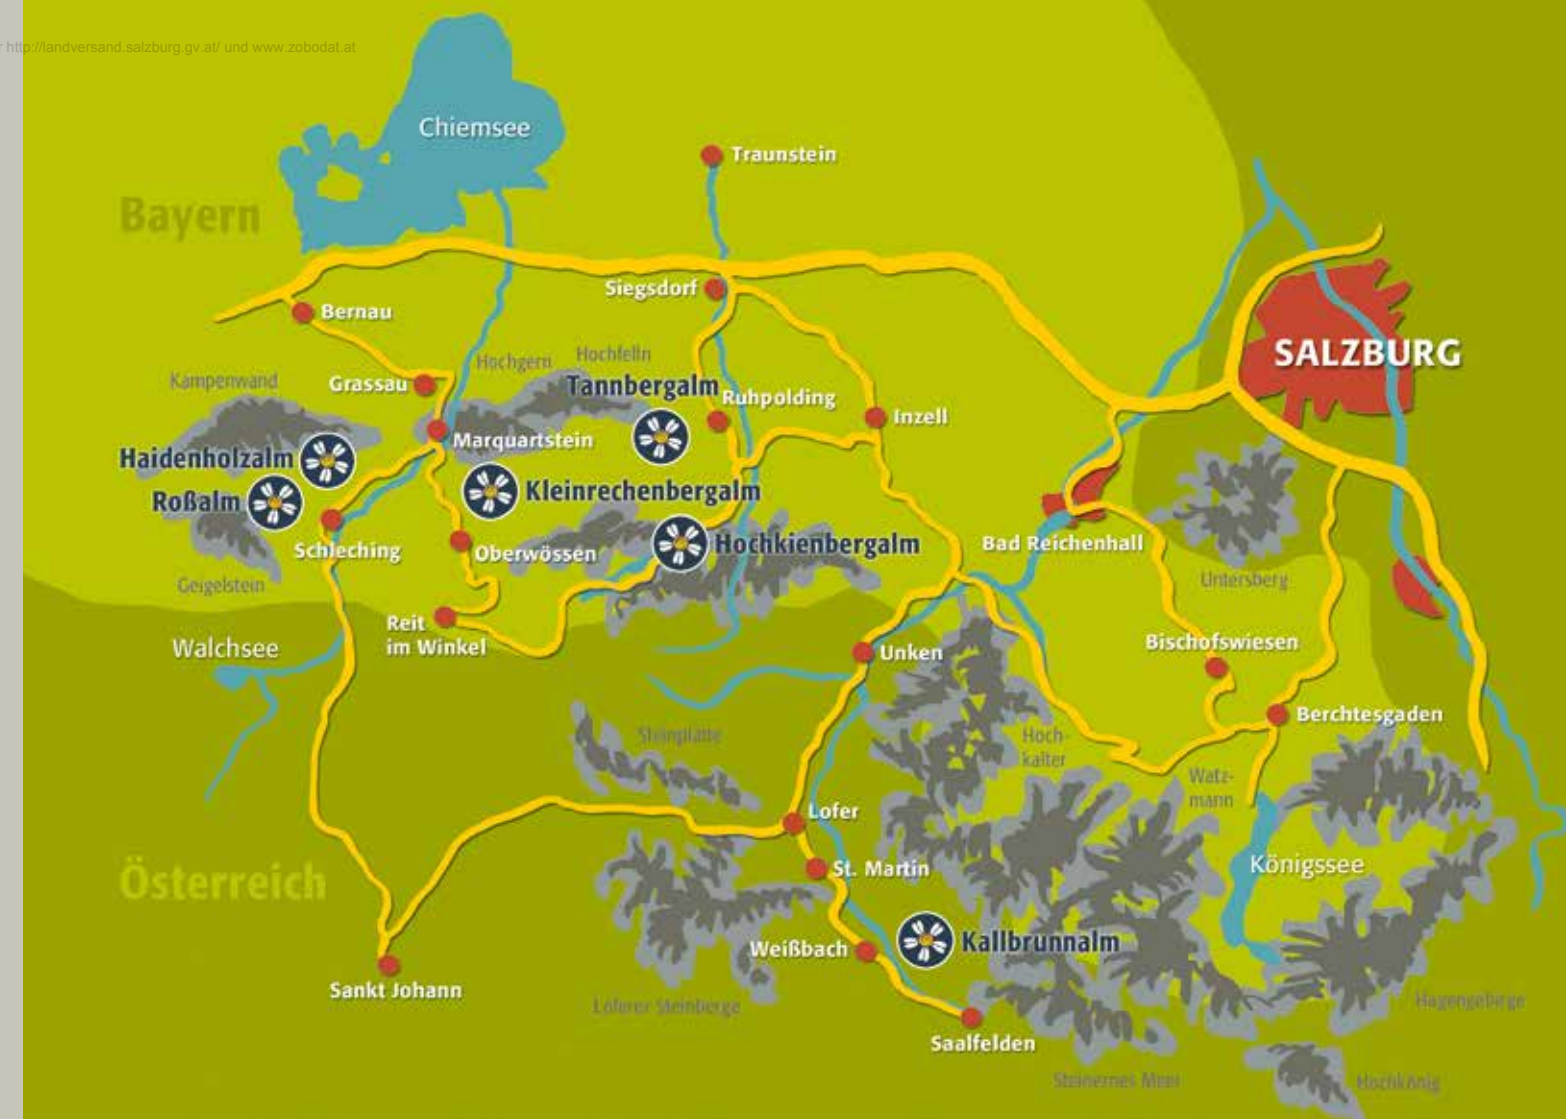 r http://landversand.salzburg.gv.at/ und www.zobodat.at
Chiemsee
Traunstein
Bayern
Siegsdorf
Bernau
SALZBURG
Hochgern
Hochfelln
Kampenwand
Grassau
Tannbergalm
Ruhpolding
Inzell
Marquartstein
Haidenholzalm
Kleinrechenbergalm
Roßalm
Schleching
Oberwössen
Hochkienbergalm
Bad Reichenhall
Geigelstein
Untersberg
Reit
im Winkel
Walchsee
Unken
Bischofswiesen
Berchtesgaden
Steinplatte
Hoch-
kalter
Watz-
mann
Lofer
Königssee
St. Martin
Österreich
Weißbach
Kallbrunnalm
Sankt Johann
Loferer Steinberge
Hagengebirge
Saalfelden
Steinernes Meer
Hochkönig